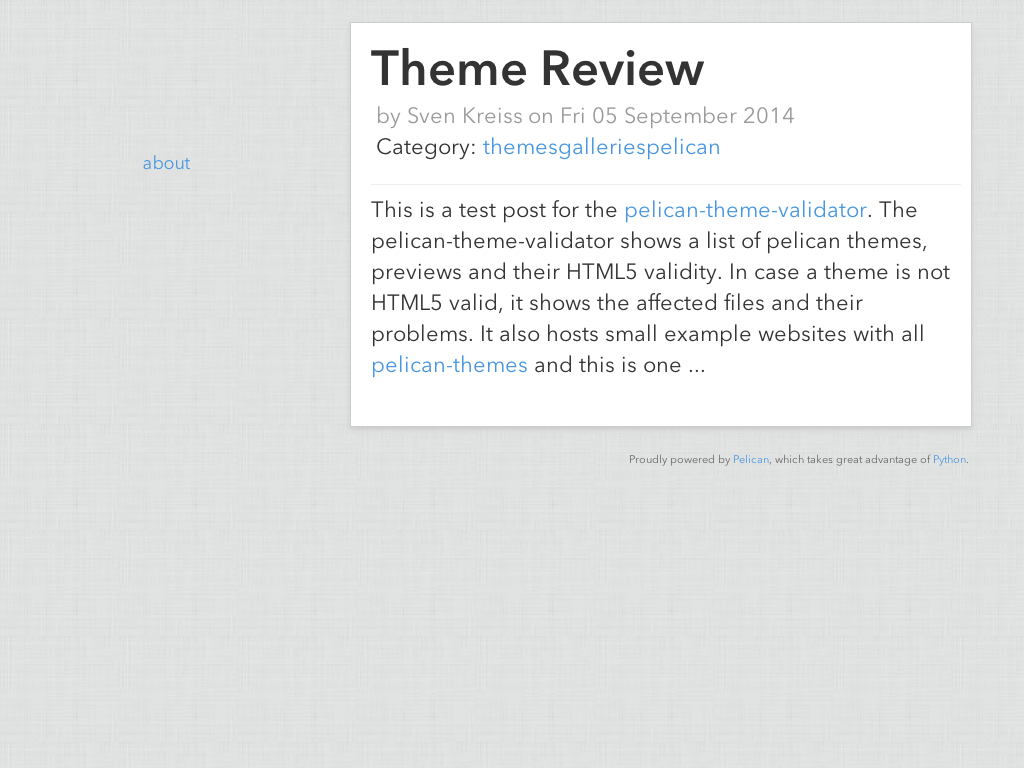 Theme Review
by Sven Kreiss on Fri 05 September 2014
Category: themesgalleriespelican
about
This is a test post for the pelican-theme-validator. The
pelican-theme-validator shows a list of pelican themes,
previews and their HTML5 validity. In case a theme is not
HTML5 valid, it shows the affected files and their
problems. It also hosts small example websites with all
pelican-themes and this is one ...
Proudly powered by Pelican, which takes great advantage of Python.